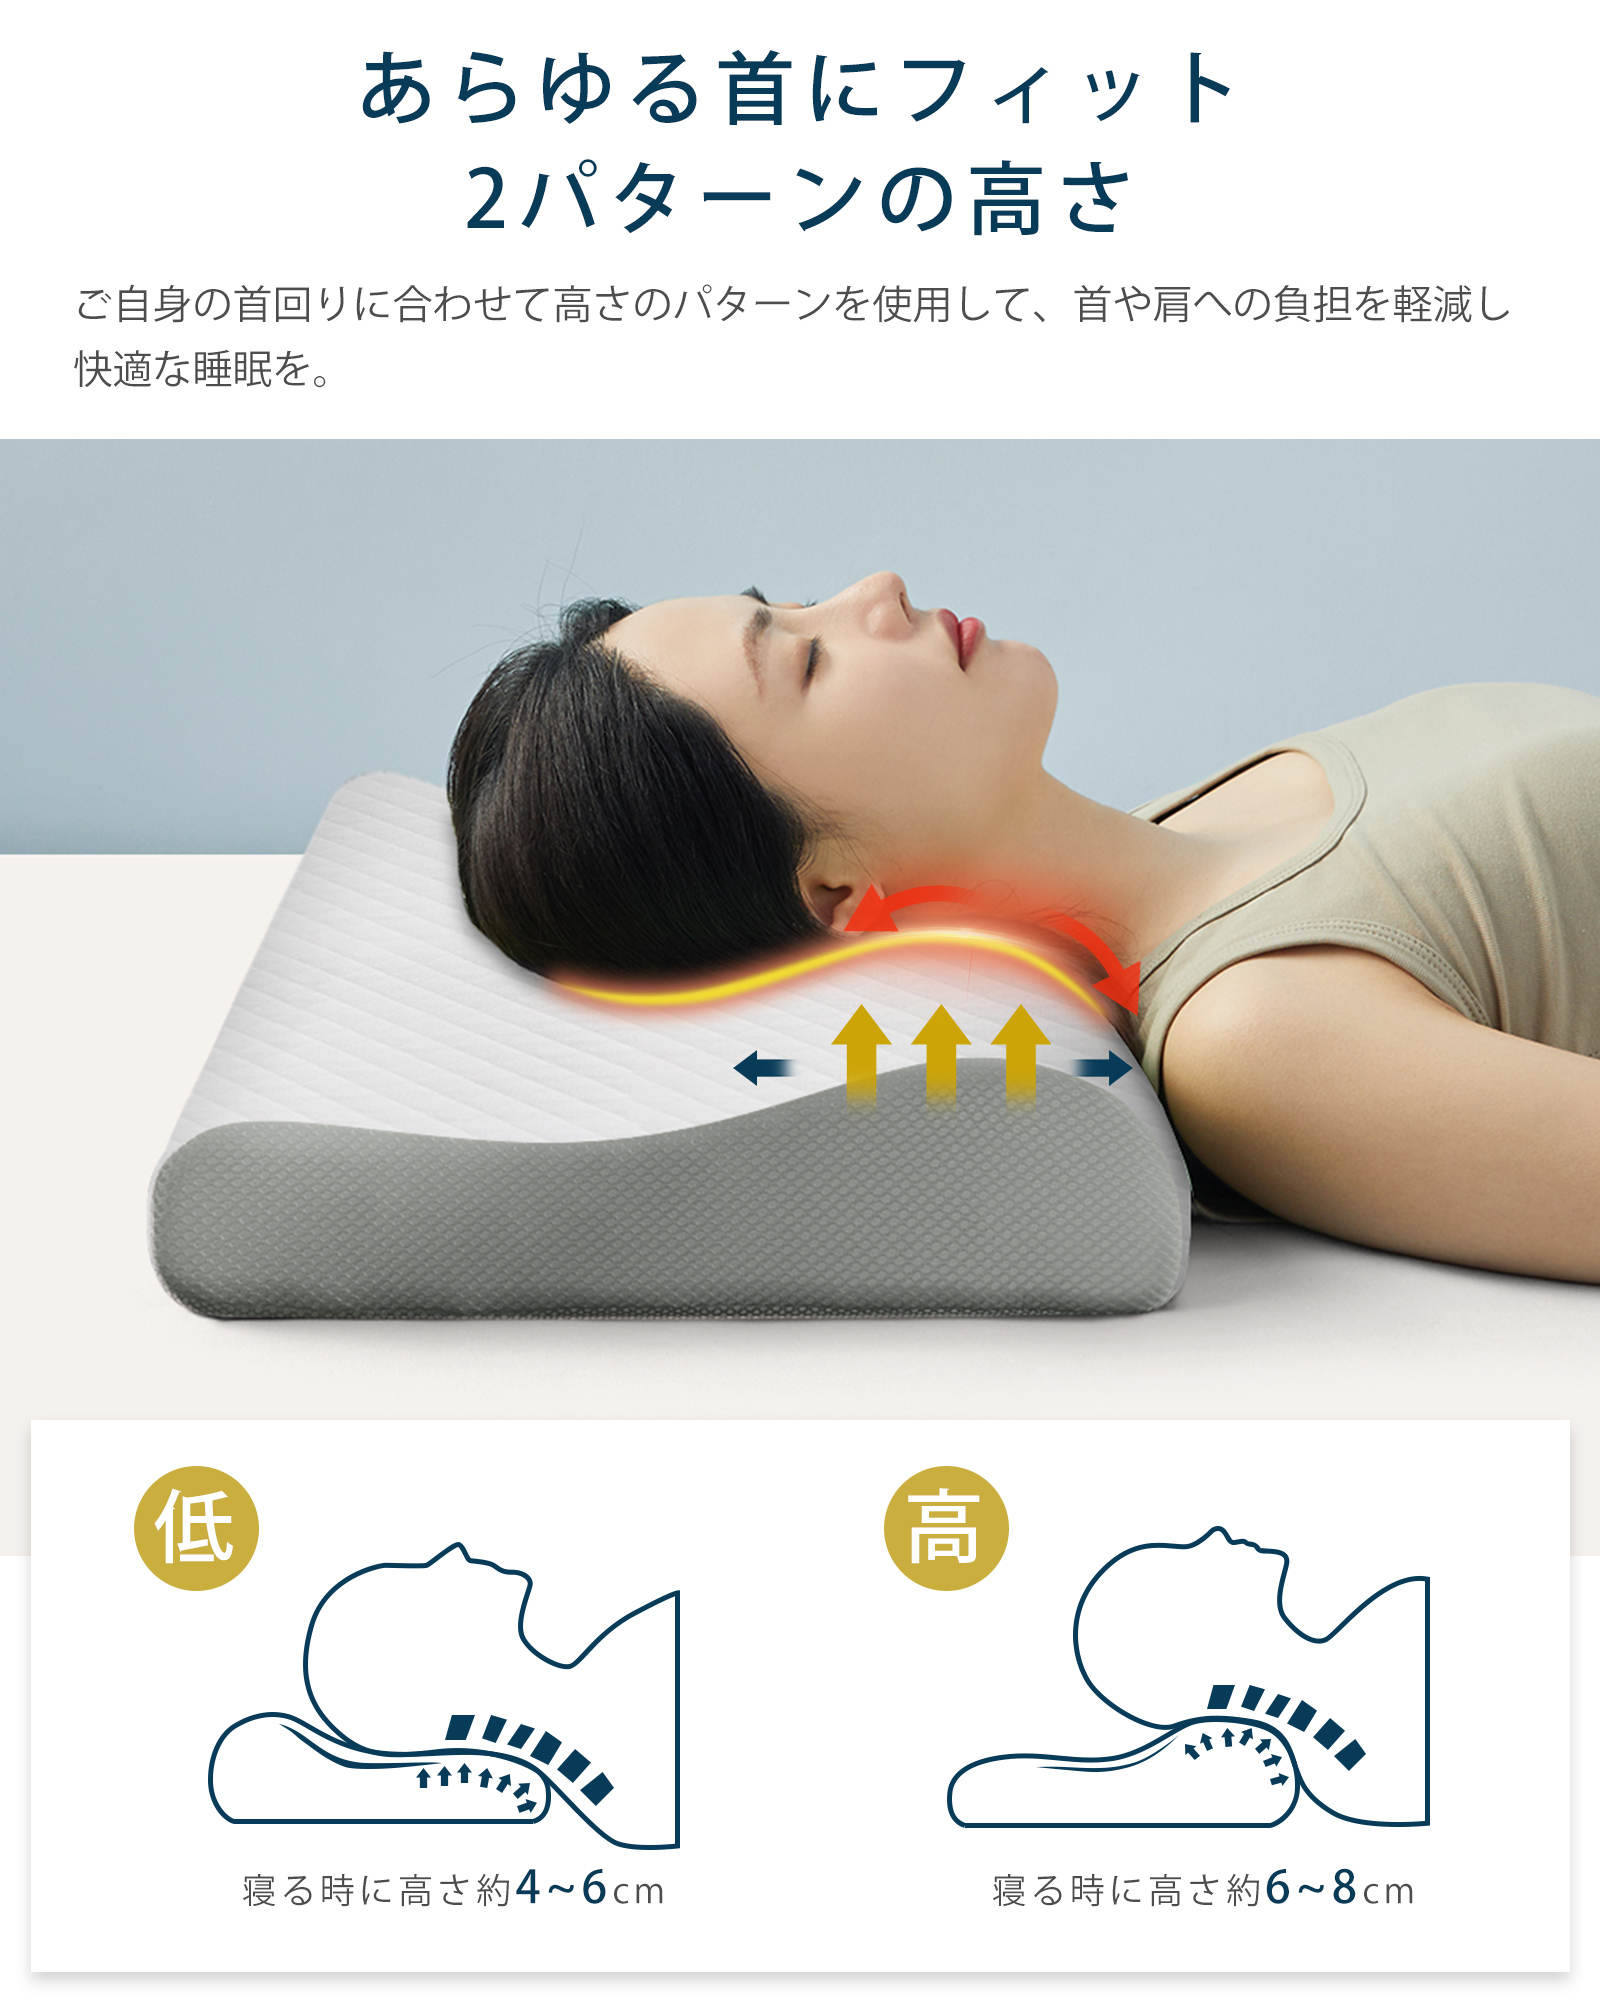 あらゆる首にフィット
2パターンの高さ
ご自身の首回りに合わせて高さのパターンを使用して、首や肩への負担を軽減し
快適な睡眠を。
低
高
寝る時に高さ約4~6cm
寝る時に高さ約6~8cm